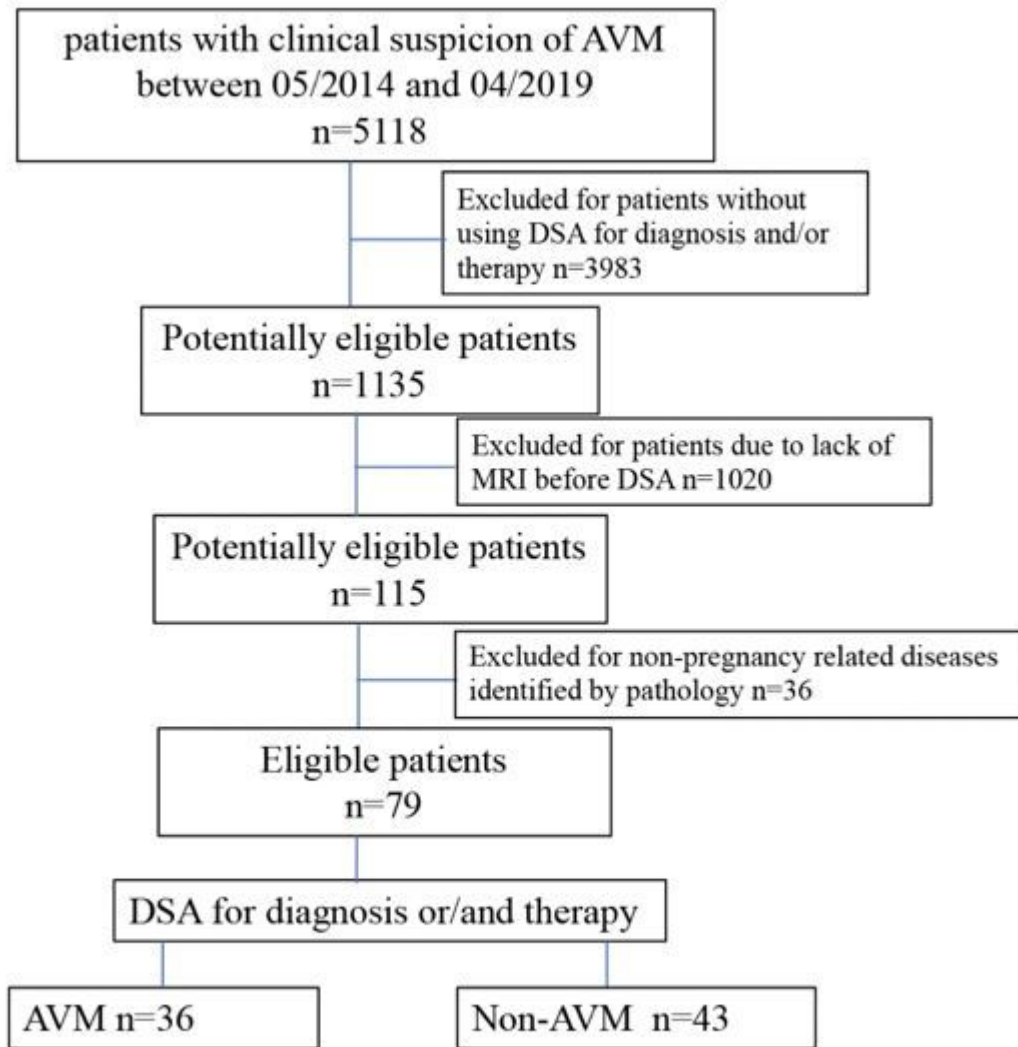 patients with clinical suspicion of AVM
between 05/2014 and 04/2019
n=5118
Excluded for patients without
using DSA for diagnosis and/or
therapy n=3983
Potentially eligible patients
n=1135
Excluded for patients due to lack of
MRI before DSA n=1020
Potentially eligible patients
n=115
Excluded for non-pregnancy related diseases
identified by pathology n=36
Eligible patients
n=79
DSA for diagnosis or/and therapy
AVM n=36
Non-AVM n=43